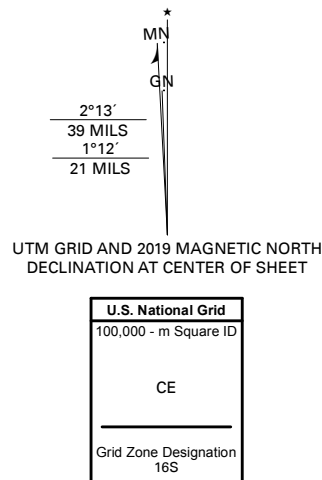 ★
MN
GN
2°13´
39 MILS
1°12´
21 MILS
UTM GRID AND 2019 MAGNETIC NORTH
DECLINATION AT CENTER OF SHEET
U.S. National Grid
100,000 - m Square ID
CE
Grid Zone Designation
16S